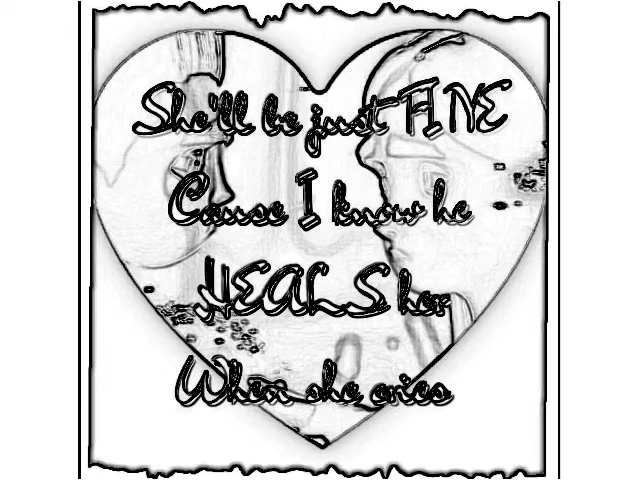 She'll be just FINE
Cause I know he
HEALS her
When she cries